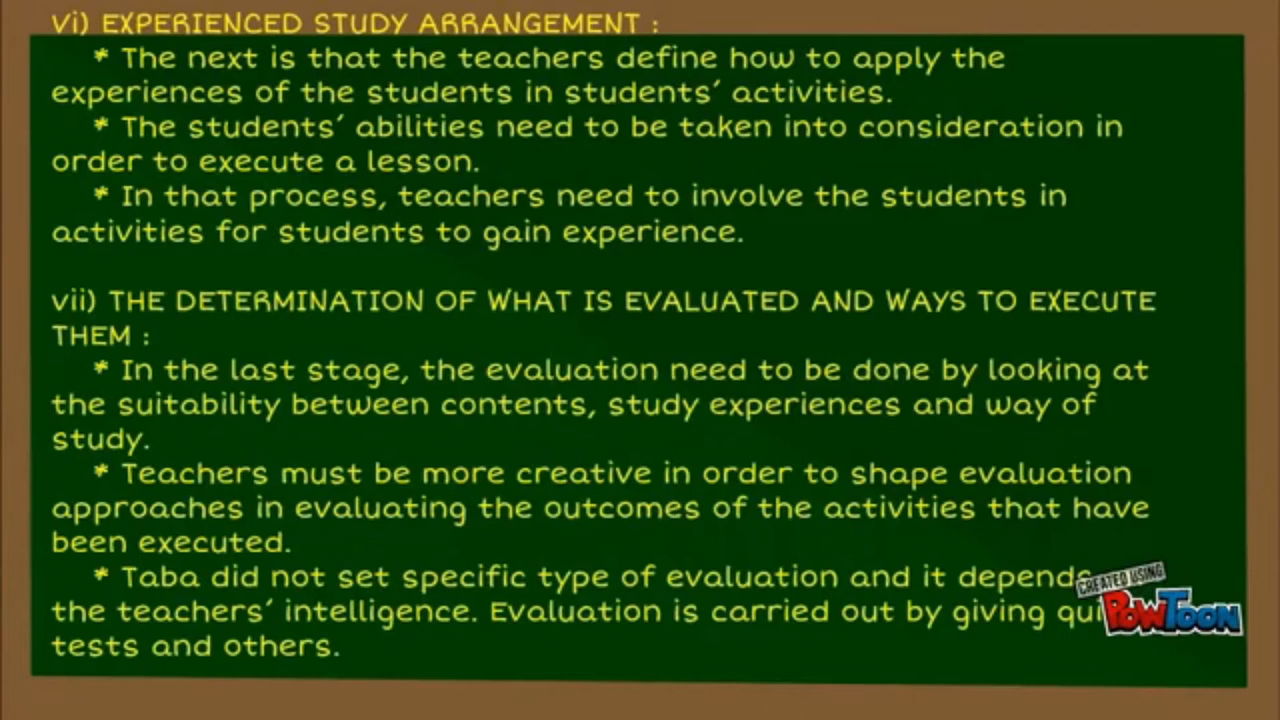 vi) EXPERIENCED STUDY ARRANGEMENT :
* The next is that the teachers define how to apply the
experiences of the students in students' activities.
* The students' abilities need to be taken into consideration in
order to execute a lesson.
* In that process, teachers need to involve the students in
activities for students to gain experience.
vii) THE DETERMINATION OF WHAT IS EVALUATED AND WAYS TO EXECUTE
THEM :
* In the last stage, the evaluation need to be done by looking at
the suitability between contents, study experiences and way of
study.
* Teachers must be more creative in order to shape evaluation
approaches in evaluating the outcomes of the activities that have
been executed.
* Taba did not set specific type of evaluation and it depends
the teachers' intelligence. Evaluation is carried out by giving
tests and others.
CREATED USING
POWTOON